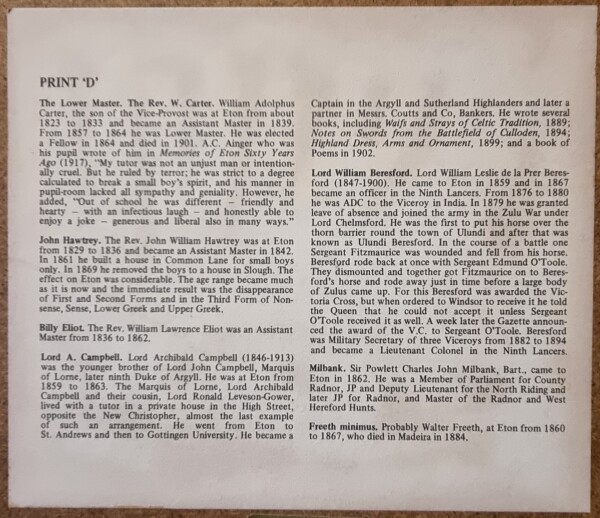 PRINT ‘D’
The Lower Master. The Rev. W. Carter. William Adolphus
Carter, the son of the Vice-Provost was at Eton from about
1823 to 1833 and became an Assistant Master in 1839.
From 1857 to 1864 he was Lower Master. He was elected
a Fellow in 1864 and died in 1901. A.C. Ainger who was
his pupil wrote of him in Memories of Eton Sixty Years
Ago (1917), “My tutor was not an unjust man or intention-
ally cruel. But he ruled by terror; he was strict to a degree
calculated to break a small boy’s spirit, and his manner in
pupil-room lacked all sympathy and geniality. However, he
added, “Out of school he was different – friendly and
hearty – with an infectious laugh – and honestly able to
enjoy a joke – generous and liberal also in many ways.”
John Hawtrey. The Rev. John William Hawtrey was at Eton
from 1829 to 1836 and became an Assistant Master in 1842.
In 1861 he built a house in Common Lane for small boys
only. In 1869 he removed the boys to a house in Slough. The
effect on Eton was considerable. The age range became much
as it is now and the immediate result was the disappearance
of First and Second Forms and in the Third Form of Non-
sense, Sense, Lower Greek and Upper Greek.
Billy Eliot. The Rev. William Lawrence Eliot was an Assistant
Master from 1836 to 1862.
Lord A. Campbell. Lord Archibald Campbell (1846-1913)
was the younger brother of Lord John Campbell, Marquis
of Lorne, later ninth Duke of Argyll. He was at Eton from
1859 to 1863. The Marquis of Lorne, Lord Archibald
Campbell and their cousin, Lord Ronald Leveson-Gower,
lived with a tutor in a private house in the High Street,
opposite the New Christopher, almost the last example
of such an arrangement. He went from Eton to
St. Andrews and then to Gottingen University. He became a
Captain in the Argyll and Sutherland Highlanders and later a
partner in Messrs. Coutts and Co, Bankers. He wrote several
books, including Waifs and Strays of Celtic Tradition, 1889;
Notes on Swords from the Battlefield of Culloden, 1894;
Highland Dress, Arms and Ornament, 1899; and a book of
Poems in 1902.
Lord William Beresford. Lord William Leslie de la Prer Beres-
ford (1847-1900). He came to Eton in 1859 and in 1867
became an officer in the Ninth Lancers. From 1876 to 1880
he was ADC to the Viceroy in India. In 1879 he was granted
leave of absence and joined the army in the Zulu War under
Lord Chelmsford. He was the first to put his horse over the
thorn barrier round the town of Ulundi and after that was
known as Ulundi Beresford. In the course of a battle one
Sergeant Fitzmaurice was wounded and fell from his horse.
Beresford rode back at once with Sergeant Edmund O’Toole.
They dismounted and together got Fitzmaurice on to Beres-
ford’s horse and rode away just in time before a large body
of Zulus came up. For this Beresford was awarded the Vic-
toria Cross, but when ordered to Windsor to receive it he told
the Queen that he could not accept it unless Sergeant
O’Toole received it as well. A week later the Gazette announ-
ced the award of the V.C. to Sergeant O’Toole. Beresford
was Military Secretary of three Viceroys from 1882 to 1894
and became a Lieutenant Colonel in the Ninth Lancers.
Milbank. Sir Powlett Charles John Milbank, Bart., came to
Eton in 1862. He was a Member of Parliament for County
Radnor, JP and Deputy Lieutenant for the North Riding and
later JP for Radnor, and Master of the Radnor and West
Hereford Hunts.
Freeth minimus. Probably Walter Freeth, at Eton from 1860
to 1867, who died in Madeira in 1884.